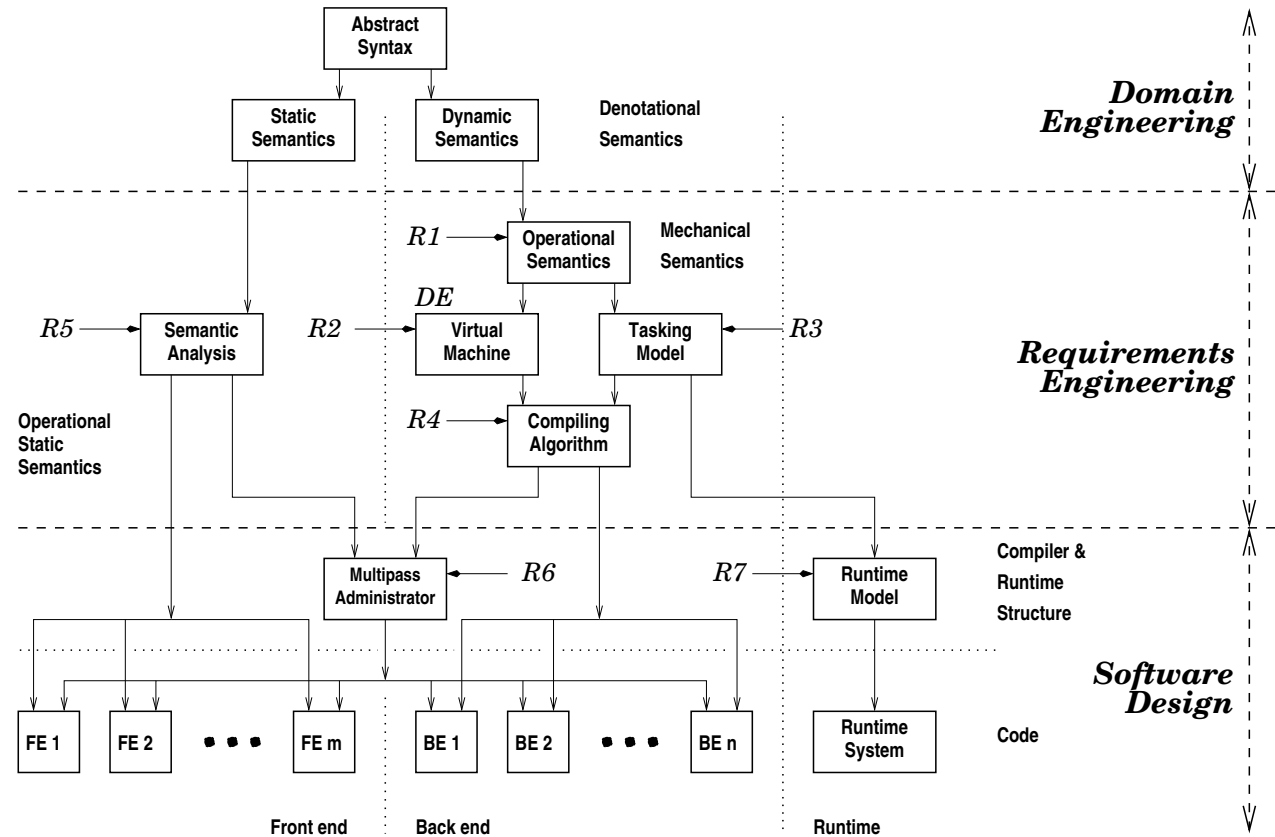 Abstract
Syntax
Static
Semantics
Dynamic
Semantics
Denotational
Semantics
Domain
Engineering
R1
Operational
Semantics
Mechanical
Semantics
DE
R5
Semantic
Analysis
R2
Virtual
Machine
Tasking
Model
R3
Requirements
Engineering
Operational
Static
Semantics
R4
Compiling
Algorithm
Multipass
Administrator
R6
R7
Runtime
Model
Compiler &
Runtime
Structure
Software
Design
FE 1
FE 2
FE m
BE 1
BE 2
BE n
Runtime
System
Code
Front end
Back end
Runtime